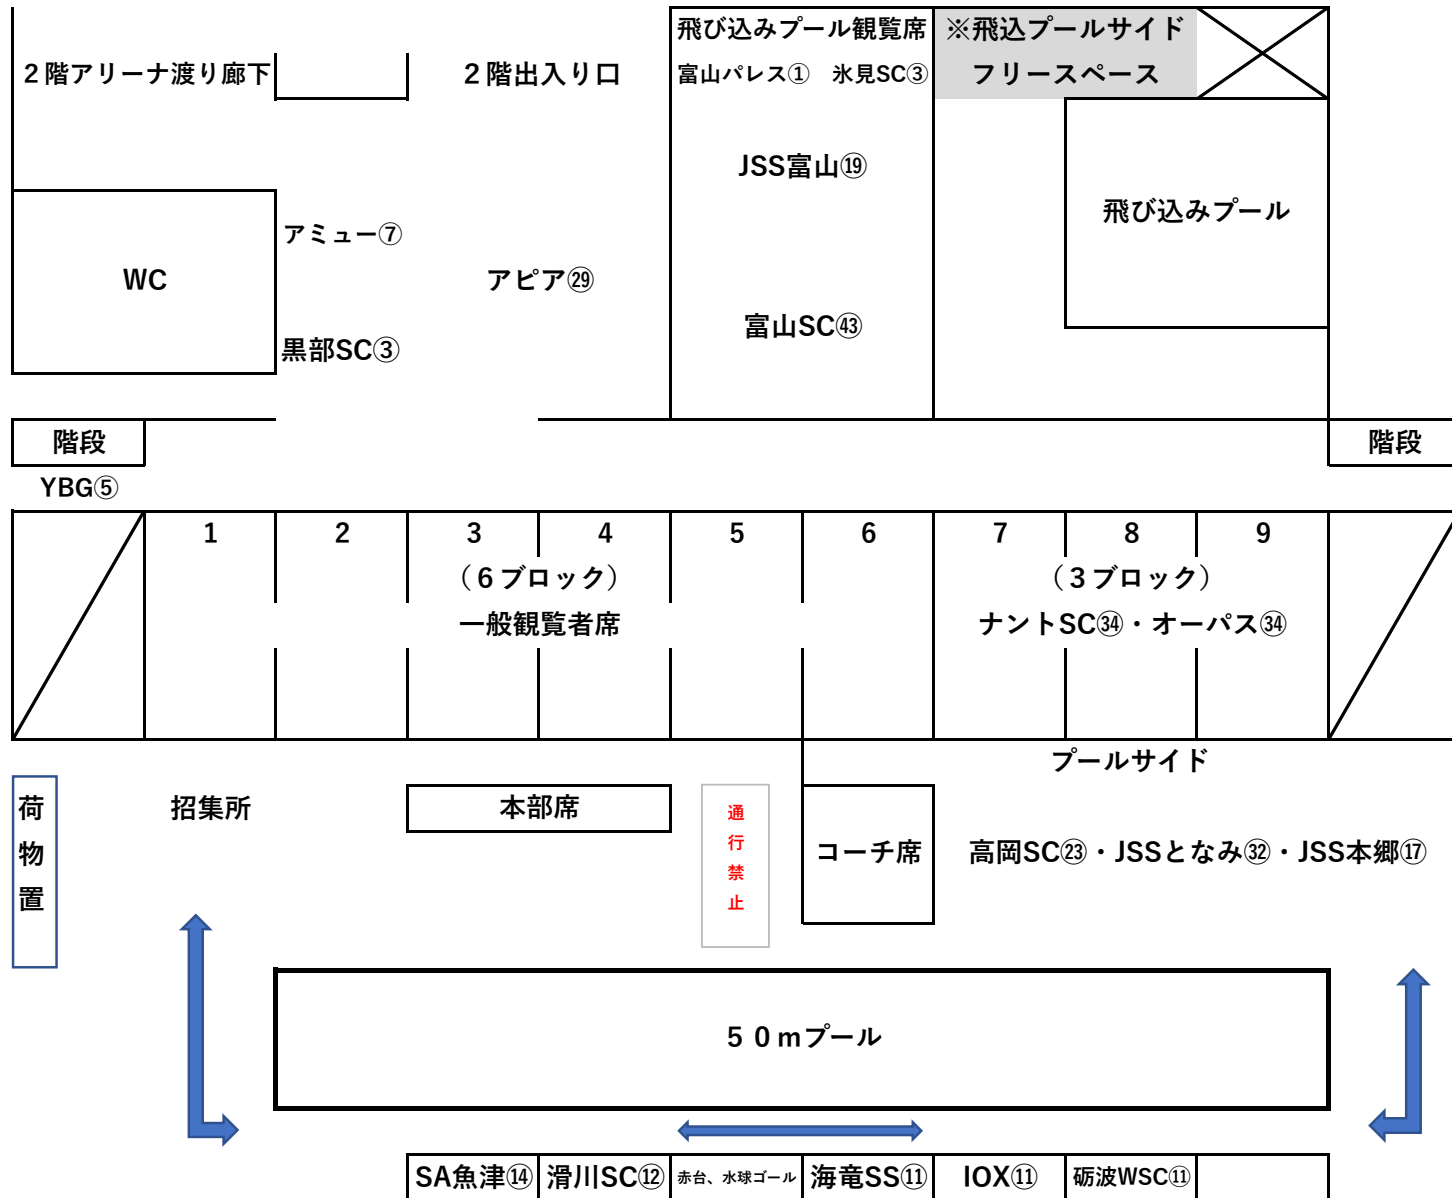 飛び込みプール観覧席
※飛込プールサイド
２階アリーナ渡り廊下
２階出入り口
富山パレス①　氷見SC③
フリースペース
JSS富山⑲
飛び込みプール
アミュー⑦
WC
アピア㉙
富山SC㊸
黒部SC③
階段
階段
YBG⑤
1 2 3 4 5 6 7 8 9
（６ブロック）
（３ブロック）
一般観覧者席
ナントSC㉞・オーパス㉞
プールサイド
荷物置
招集所
本部席
通行禁止
コーチ席
高岡SC㉓・JSSとなみ㉜・JSS本郷⑰
５０ｍプール
SA魚津⑭
滑川SC⑫
赤台、水球ゴール
海竜SS⑪
IOX⑪
砺波WSC⑪